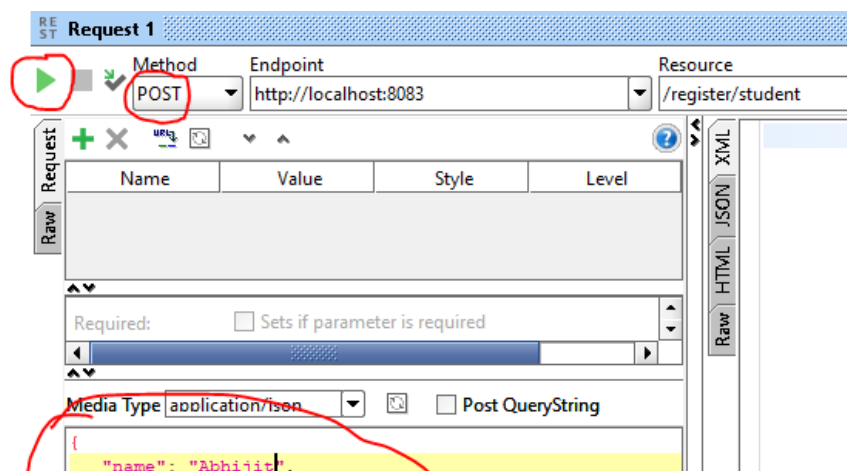 RE ST Request 1
Method Endpoint Resource
POST http://localhost:8083 /register/student
Request
Raw
Name Value Style Level
Required: Sets if parameter is required
Media Type application/json Post QueryString
{
"name": "Abhijit",
XML
JSON
HTML
Raw